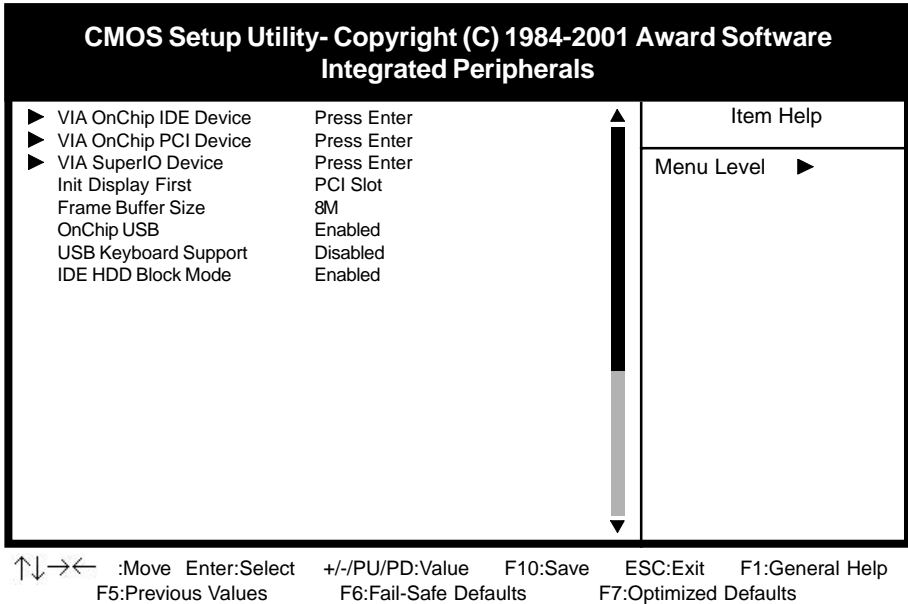 CMOS Setup Utility- Copyright (C) 1984-2001 Award Software
Integrated Peripherals
▶ VIA OnChip IDE Device Press Enter
▶ VIA OnChip PCI Device Press Enter
▶ VIA SuperIO Device Press Enter
Init Display First PCI Slot
Frame Buffer Size 8M
OnChip USB Enabled
USB Keyboard Support Disabled
IDE HDD Block Mode Enabled
Item Help
Menu Level ▶
↑↓→← :Move Enter:Select +/-/PU/PD:Value F10:Save ESC:Exit F1:General Help
F5:Previous Values F6:Fail-Safe Defaults F7:Optimized Defaults